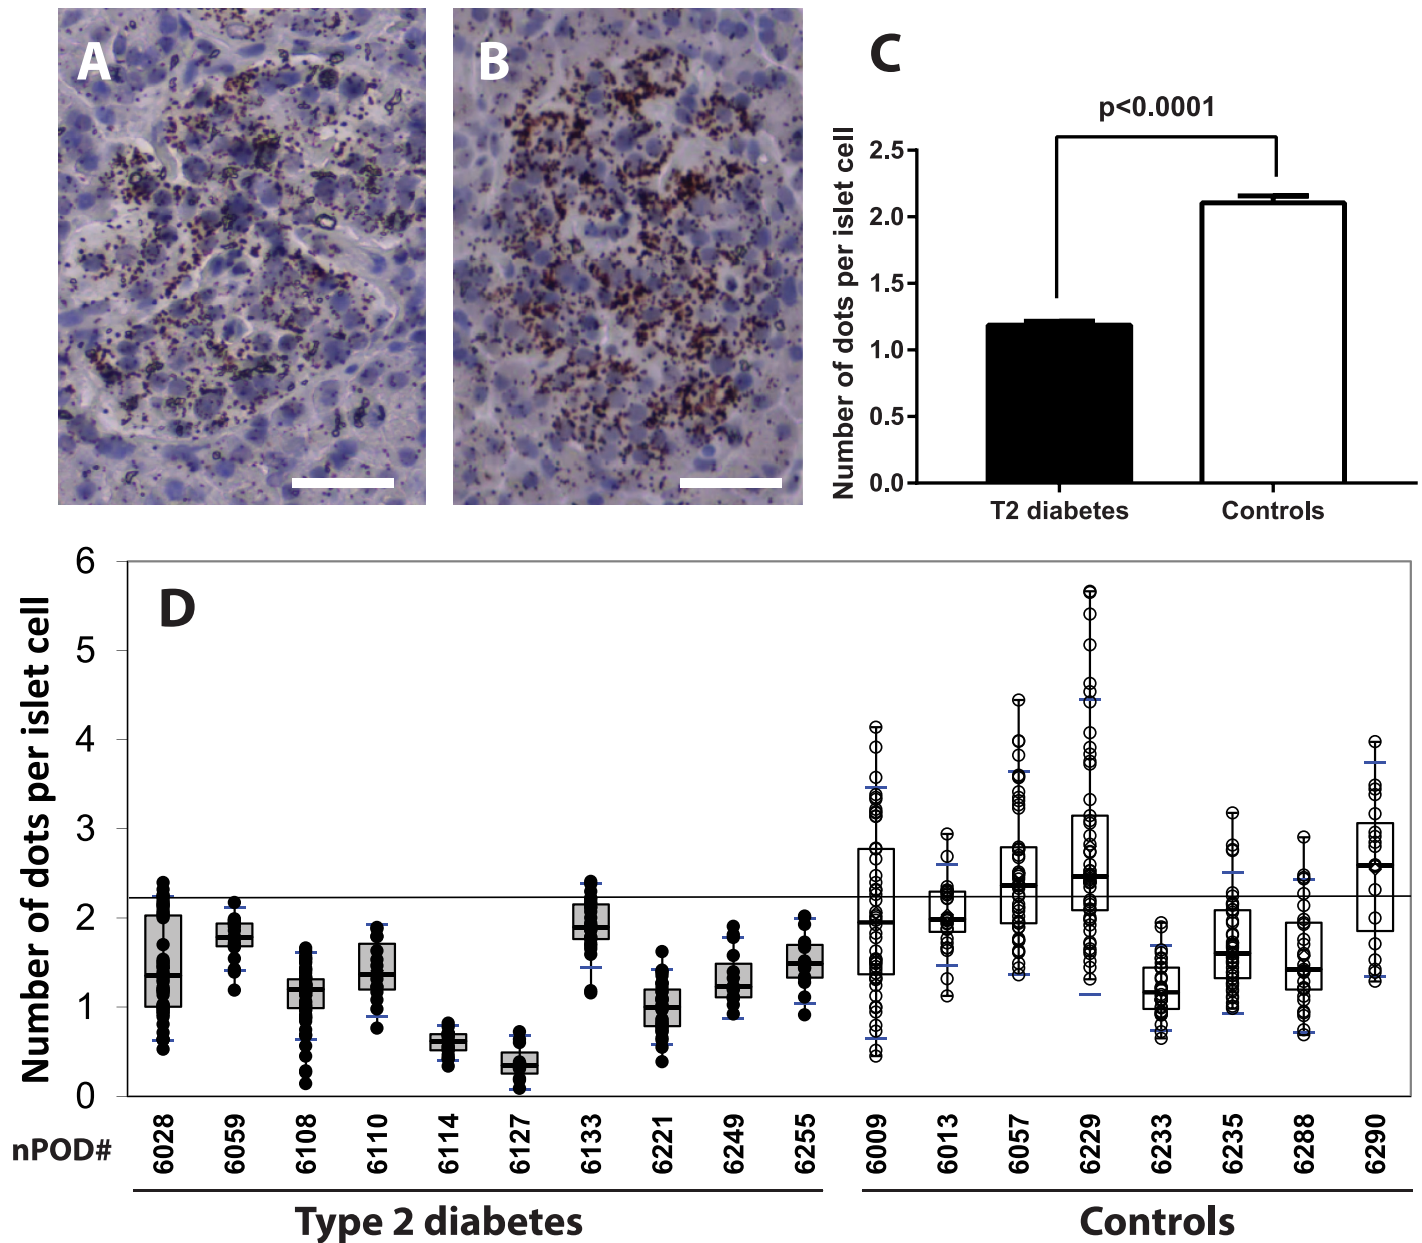 A
B
C
p<0.0001
Number of dots per islet cell
2.5
2.0
1.5
1.0
0.5
0.0
T2 diabetes
Controls
D
Number of dots per islet cell
6
5
4
3
2
1
0
nPOD#
6028
6059
6108
6110
6114
6127
6133
6221
6249
6255
6009
6013
6057
6229
6233
6235
6288
6290
Type 2 diabetes
Controls